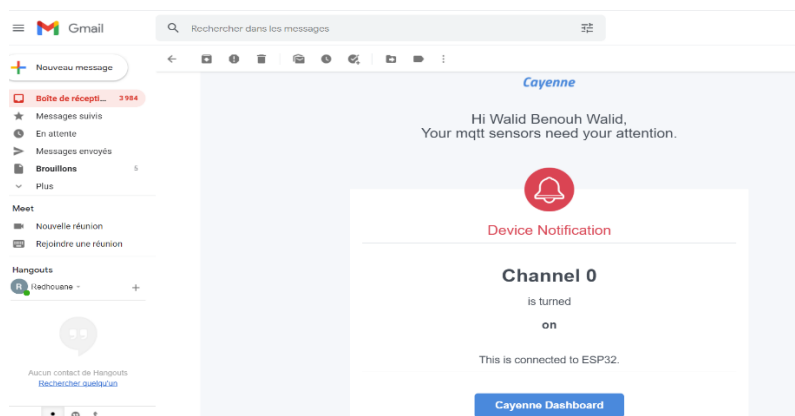 Gmail
Rechercher dans les messages
Nouveau message
Boîte de récepti... 3 984
Messages suivis
En attente
Messages envoyés
Brouillons 5
Plus
Meet
Nouvelle réunion
Rejoindre une réunion
Hangouts
R Redhouane
Aucun contact de Hangouts
Rechercher quelqu'un
Cayenne
Hi Walid Benouh Walid,
Your mqtt sensors need your attention.
Device Notification
Channel 0
is turned
on
This is connected to ESP32.
Cayenne Dashboard